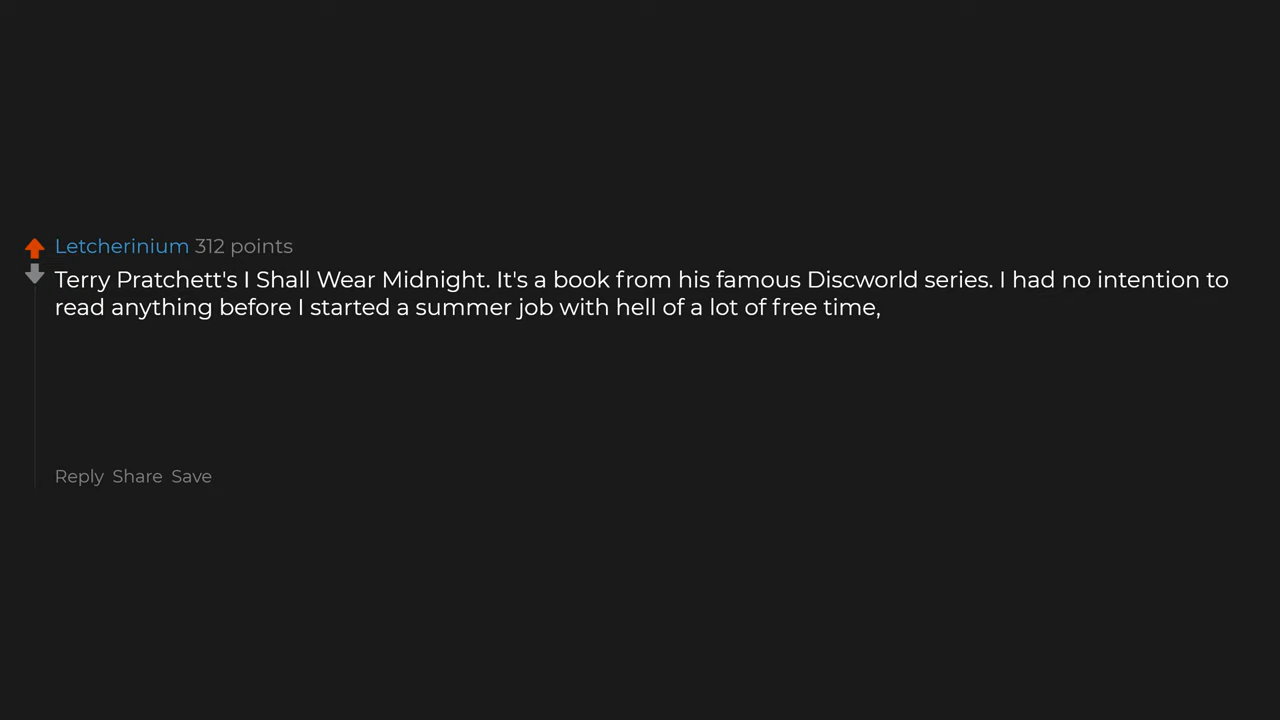 Letcherinium 312 points
Terry Pratchett's I Shall Wear Midnight. It's a book from his famous Discworld series. I had no intention to
read anything before I started a summer job with hell of a lot of free time,
Reply Share Save